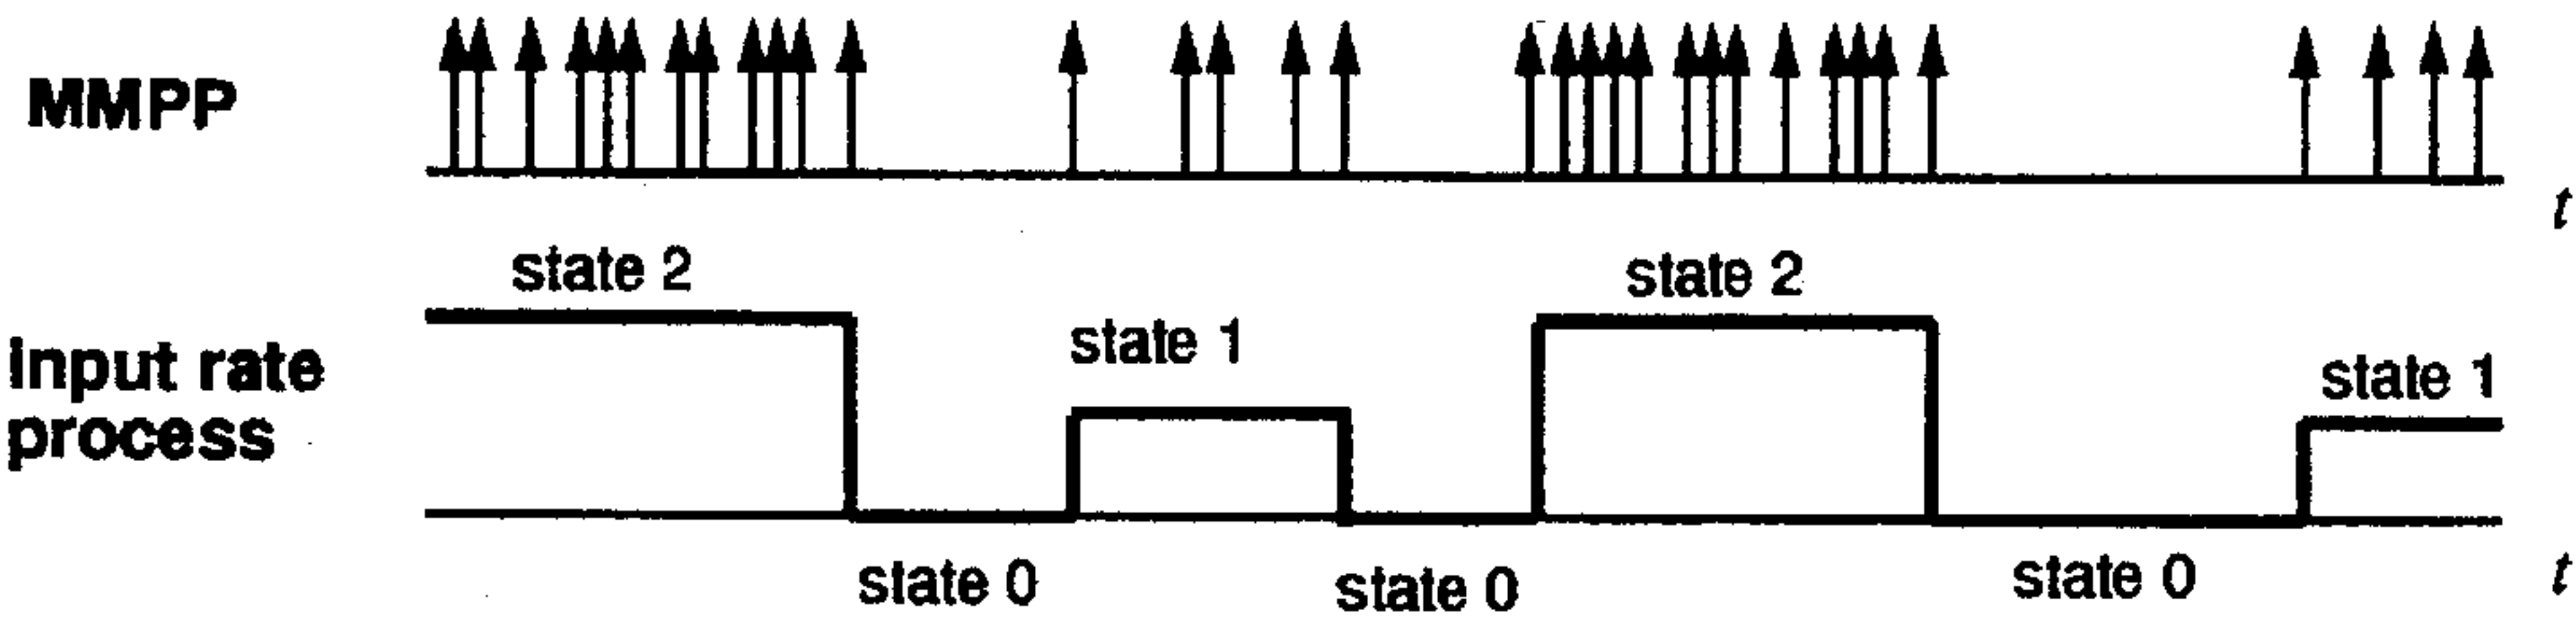 MMPP
t
state 2
state 2
state 1
state 1
Input rate
process
state 0
state 0
state 0
t